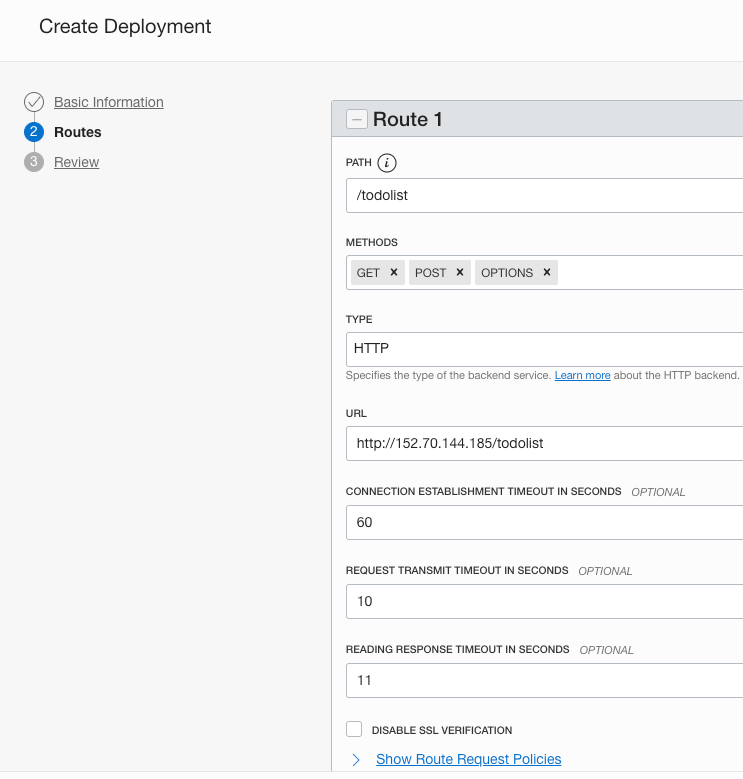 Create Deployment
Basic Information
2 Routes
3 Review
Route 1
PATH i
/todolist
METHODS
GET × POST × OPTIONS ×
TYPE
HTTP
Specifies the type of the backend service. Learn more about the HTTP backend.
URL
http://152.70.144.185/todolist
CONNECTION ESTABLISHMENT TIMEOUT IN SECONDS OPTIONAL
60
REQUEST TRANSMIT TIMEOUT IN SECONDS OPTIONAL
10
READING RESPONSE TIMEOUT IN SECONDS OPTIONAL
11
DISABLE SSL VERIFICATION
Show Route Request Policies